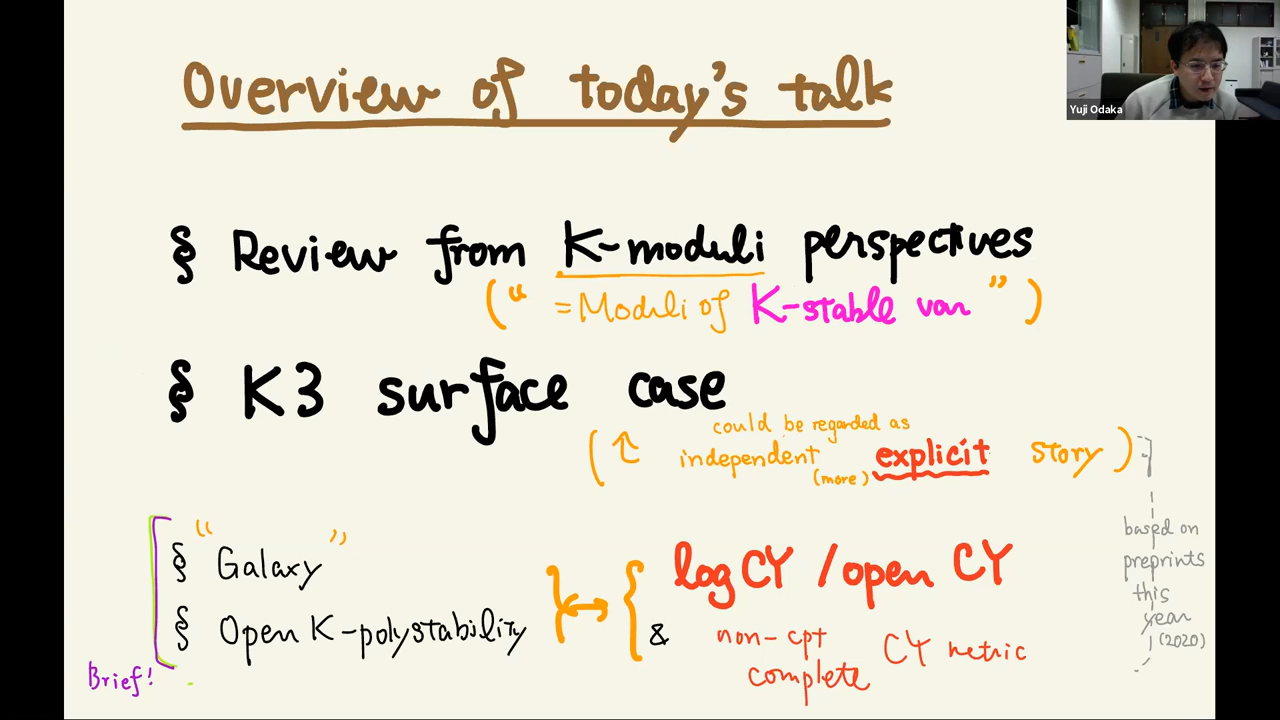 Overview of today's talk
Yuji Odaka
§ Review from K-moduli perspectives
(" = Moduli of K-stable var ")
§ K3 surface case
( ↑ could be regarded as
independent (more) explicit story )
§ "Galaxy"
§ Open K-polystability
Brief!
log CY / open CY
& non-cpt
complete CY metric
based on
preprints
this
year
(2020)